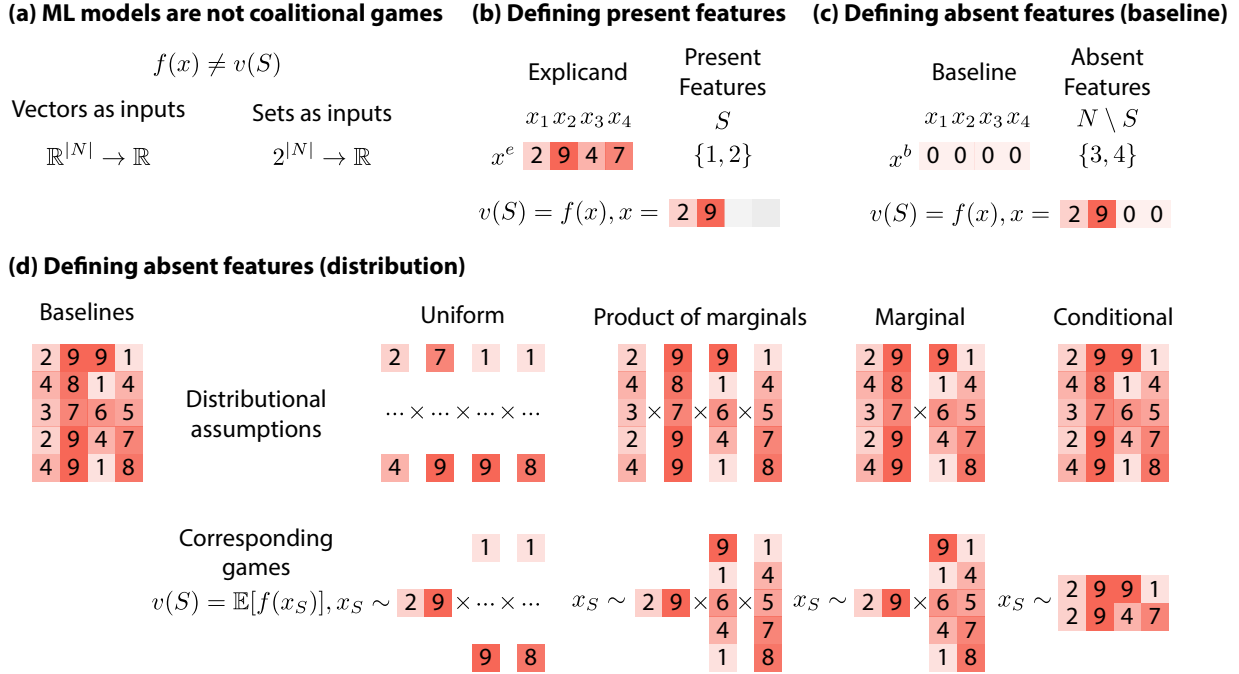 (a) ML models are not coalitional games
f(x) ≠ v(S)
Vectors as inputs
Sets as inputs
ℝ^{|N|} → ℝ
2^{|N|} → ℝ
(b) Defining present features
Explicand
Present
Features
x₁ x₂ x₃ x₄
S
x^e 2 9 4 7
{1, 2}
v(S) = f(x), x = 2 9
(c) Defining absent features (baseline)
Baseline
Absent
Features
x₁ x₂ x₃ x₄
N \ S
x^b 0 0 0 0
{3, 4}
v(S) = f(x), x = 2 9 0 0
(d) Defining absent features (distribution)
Baselines
2 9 9 1
4 8 1 4
3 7 6 5
2 9 4 7
4 9 1 8
Distributional
assumptions
Uniform
2 7 1 1
... × ... × ... × ...
4 9 9 8
Product of marginals
2 9 9 1
4 8 1 4
3 × 7 × 6 × 5
2 9 4 7
4 9 1 8
Marginal
2 9 9 1
4 8 1 4
3 7 × 6 5
2 9 4 7
4 9 1 8
Conditional
2 9 9 1
4 8 1 4
3 7 6 5
2 9 4 7
4 9 1 8
Corresponding
games
1 1
v(S) = 𝔼[f(x_S)], x_S ∼ 2 9 × ... × ...
9 8
9 1
1 4
x_S ∼ 2 9 × 6 × 5
4 7
1 8
9 1
1 4
x_S ∼ 2 9 × 6 5
4 7
1 8
x_S ∼
2 9 9 1
2 9 4 7